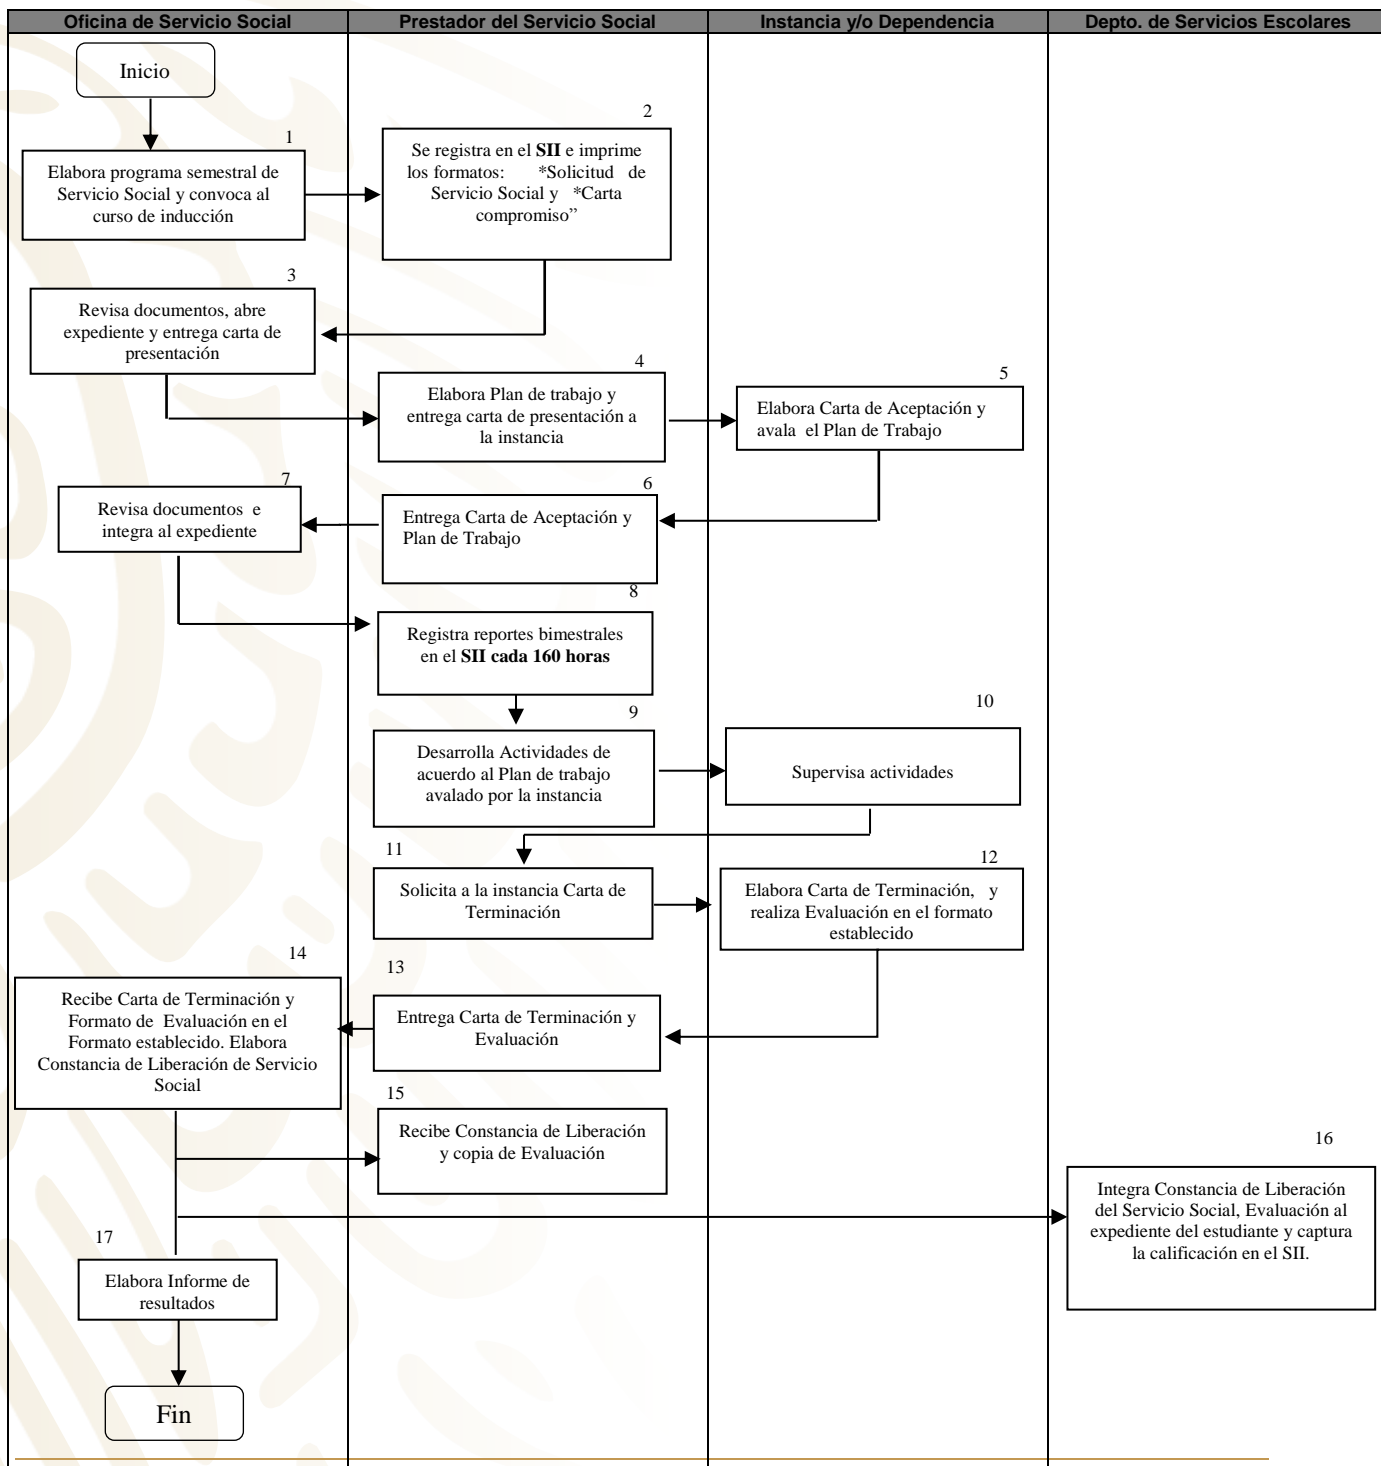 Oficina de Servicio Social
Prestador del Servicio Social
Instancia y/o Dependencia
Depto. de Servicios Escolares
Inicio
1
Elabora programa semestral de
Servicio Social y convoca al
curso de inducción
2
Se registra en el SII e imprime
los formatos: *Solicitud de
Servicio Social y *Carta
compromiso”
3
Revisa documentos, abre
expediente y entrega carta de
presentación
4
Elabora Plan de trabajo y
entrega carta de presentación a
la instancia
5
Elabora Carta de Aceptación y
avala el Plan de Trabajo
6
Entrega Carta de Aceptación y
Plan de Trabajo
7
Revisa documentos e
integra al expediente
8
Registra reportes bimestrales
en el SII cada 160 horas
9
Desarrolla Actividades de
acuerdo al Plan de trabajo
avalado por la instancia
10
Supervisa actividades
11
Solicita a la instancia Carta de
Terminación
12
Elabora Carta de Terminación, y
realiza Evaluación en el formato
establecido
13
Entrega Carta de Terminación y
Evaluación
14
Recibe Carta de Terminación y
Formato de Evaluación en el
Formato establecido. Elabora
Constancia de Liberación de Servicio
Social
15
Recibe Constancia de Liberación
y copia de Evaluación
16
Integra Constancia de Liberación
del Servicio Social, Evaluación al
expediente del estudiante y captura
la calificación en el SII.
17
Elabora Informe de
resultados
Fin